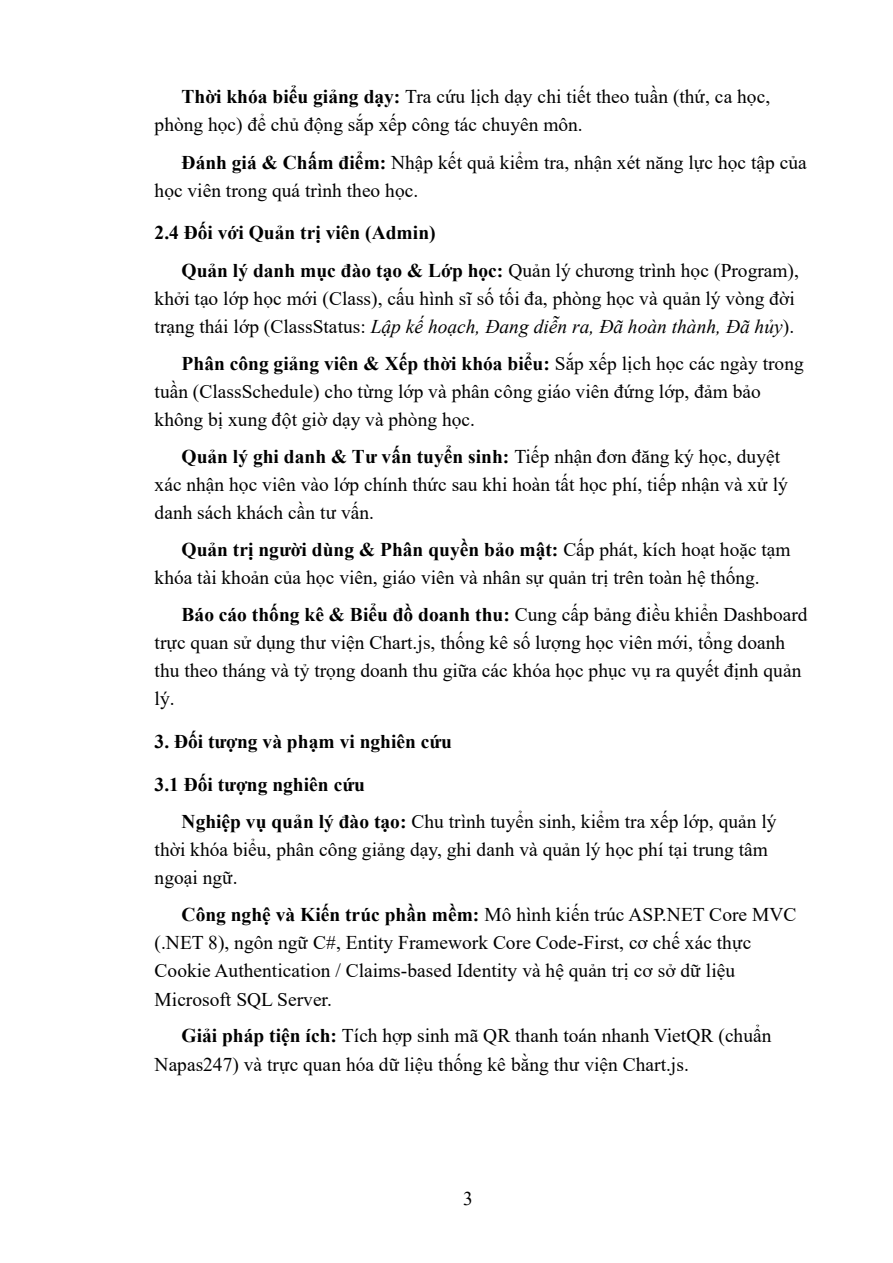 Thời khóa biểu giảng dạy: Tra cứu lịch dạy chi tiết theo tuần (thứ, ca học,
phòng học) để chủ động sắp xếp công tác chuyên môn.
Đánh giá & Chấm điểm: Nhập kết quả kiểm tra, nhận xét năng lực học tập của
học viên trong quá trình theo học.
2.4 Đối với Quản trị viên (Admin)
Quản lý danh mục đào tạo & Lớp học: Quản lý chương trình học (Program),
khởi tạo lớp học mới (Class), cấu hình sĩ số tối đa, phòng học và quản lý vòng đời
trạng thái lớp (ClassStatus: Lập kế hoạch, Đang diễn ra, Đã hoàn thành, Đã hủy).
Phân công giảng viên & Xếp thời khóa biểu: Sắp xếp lịch học các ngày trong
tuần (ClassSchedule) cho từng lớp và phân công giáo viên đứng lớp, đảm bảo
không bị xung đột giờ dạy và phòng học.
Quản lý ghi danh & Tư vấn tuyển sinh: Tiếp nhận đơn đăng ký học, duyệt
xác nhận học viên vào lớp chính thức sau khi hoàn tất học phí, tiếp nhận và xử lý
danh sách khách cần tư vấn.
Quản trị người dùng & Phân quyền bảo mật: Cấp phát, kích hoạt hoặc tạm
khóa tài khoản của học viên, giáo viên và nhân sự quản trị trên toàn hệ thống.
Báo cáo thống kê & Biểu đồ doanh thu: Cung cấp bảng điều khiển Dashboard
trực quan sử dụng thư viện Chart.js, thống kê số lượng học viên mới, tổng doanh
thu theo tháng và tỷ trọng doanh thu giữa các khóa học phục vụ ra quyết định quản
lý.
3. Đối tượng và phạm vi nghiên cứu
3.1 Đối tượng nghiên cứu
Nghiệp vụ quản lý đào tạo: Chu trình tuyển sinh, kiểm tra xếp lớp, quản lý
thời khóa biểu, phân công giảng dạy, ghi danh và quản lý học phí tại trung tâm
ngoại ngữ.
Công nghệ và Kiến trúc phần mềm: Mô hình kiến trúc ASP.NET Core MVC
(.NET 8), ngôn ngữ C#, Entity Framework Core Code-First, cơ chế xác thực
Cookie Authentication / Claims-based Identity và hệ quản trị cơ sở dữ liệu
Microsoft SQL Server.
Giải pháp tiện ích: Tích hợp sinh mã QR thanh toán nhanh VietQR (chuẩn
Napas247) và trực quan hóa dữ liệu thống kê bằng thư viện Chart.js.
3